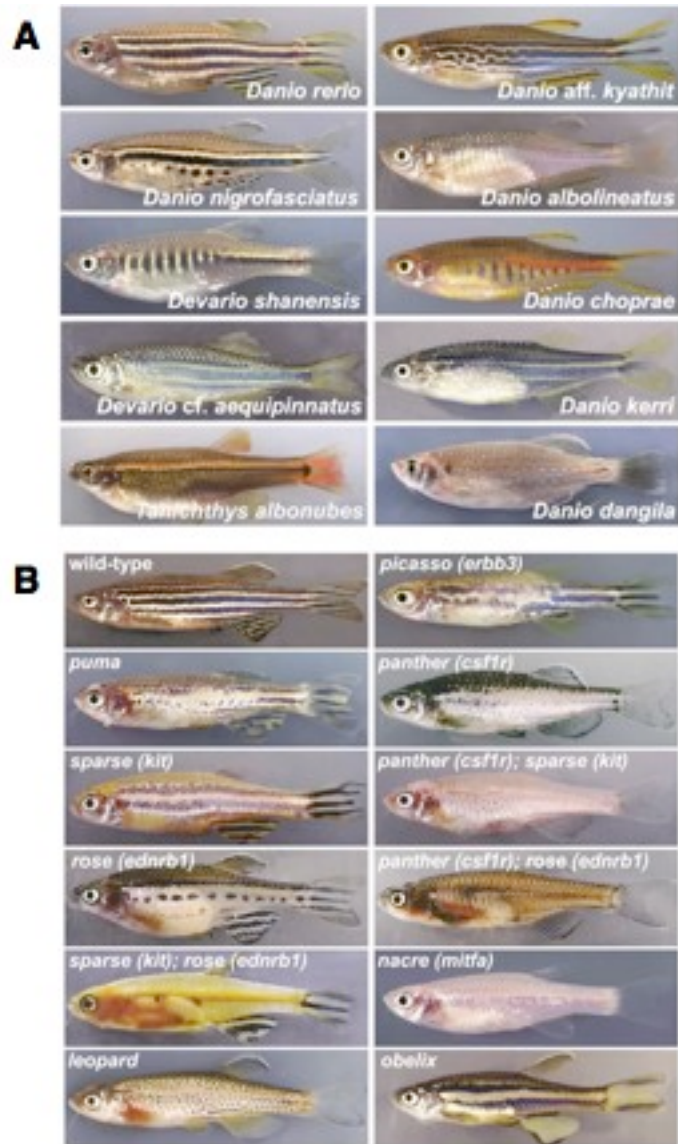 A
Danio rerio
Danio aff. kyathit
Danio nigrofasciatus
Danio albolineatus
Devario shanensis
Danio choprae
Devario cf. aequipinnatus
Danio kerri
Tanichthys albonubes
Danio dangila
B
wild-type
picasso (erbb3)
puma
panther (csf1r)
sparse (kit)
panther (csf1r); sparse (kit)
rose (ednrb1)
panther (csf1r); rose (ednrb1)
sparse (kit); rose (ednrb1)
nacre (mitfa)
leopard
obelix